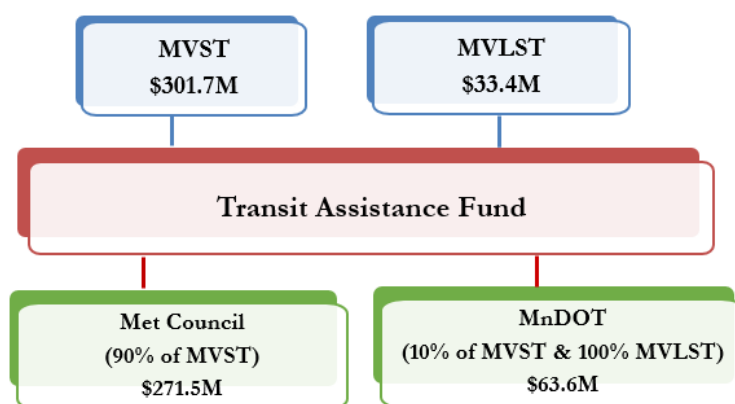 MVST
$301.7M
MVLST
$33.4M
Transit Assistance Fund
Met Council
(90% of MVST)
$271.5M
MnDOT
(10% of MVST & 100% MVLST)
$63.6M